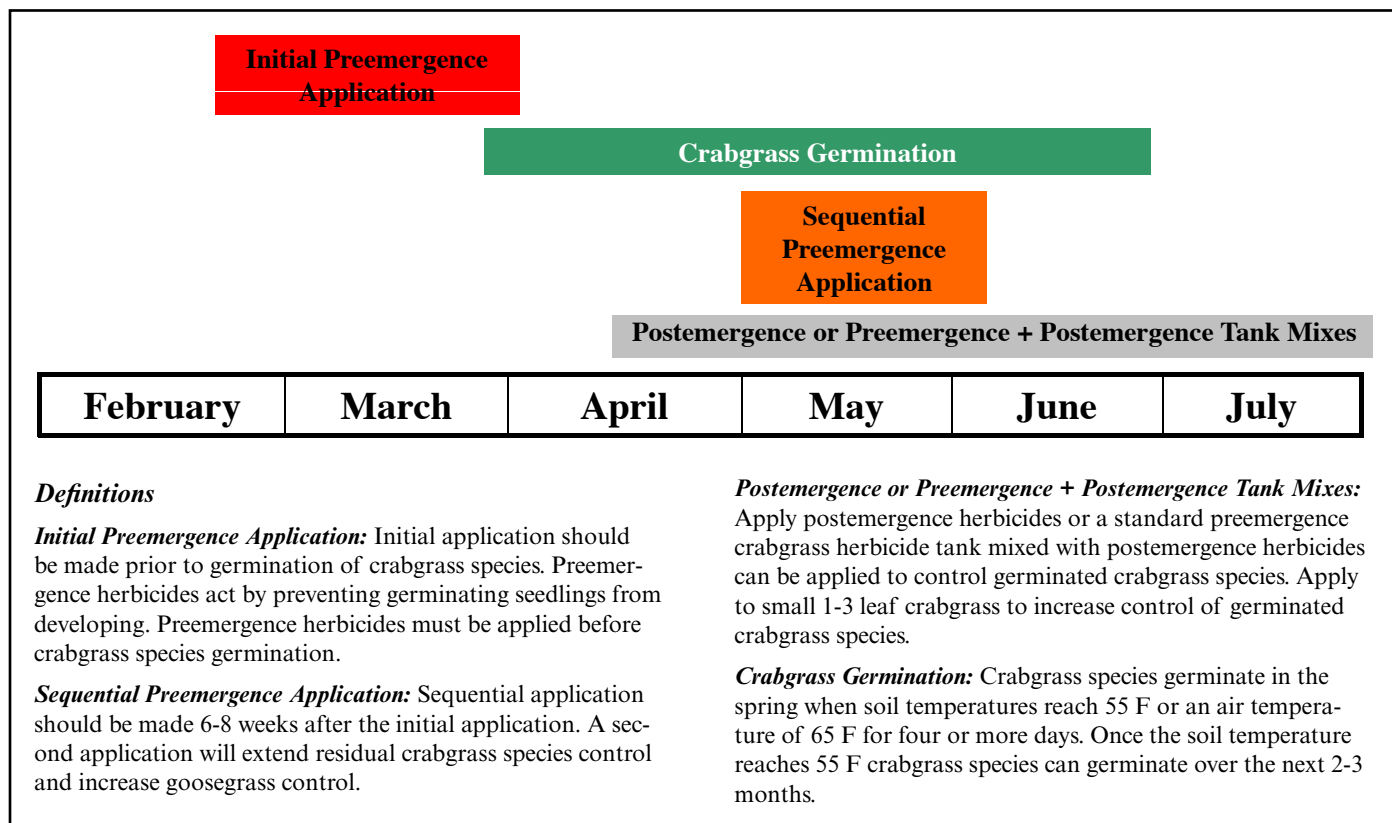 Initial Preemergence
Application
Crabgrass Germination
Sequential
Preemergence
Application
Postemergence or Preemergence + Postemergence Tank Mixes
February March April May June July
Definitions
Initial Preemergence Application: Initial application should
be made prior to germination of crabgrass species. Preemer-
gence herbicides act by preventing germinating seedlings from
developing. Preemergence herbicides must be applied before
crabgrass species germination.
Sequential Preemergence Application: Sequential application
should be made 6-8 weeks after the initial application. A sec-
ond application will extend residual crabgrass species control
and increase goosegrass control.
Postemergence or Preemergence + Postemergence Tank Mixes:
Apply postemergence herbicides or a standard preemergence
crabgrass herbicide tank mixed with postemergence herbicides
can be applied to control germinated crabgrass species. Apply
to small 1-3 leaf crabgrass to increase control of germinated
crabgrass species.
Crabgrass Germination: Crabgrass species germinate in the
spring when soil temperatures reach 55 F or an air tempera-
ture of 65 F for four or more days. Once the soil temperature
reaches 55 F crabgrass species can germinate over the next 2-3
months.